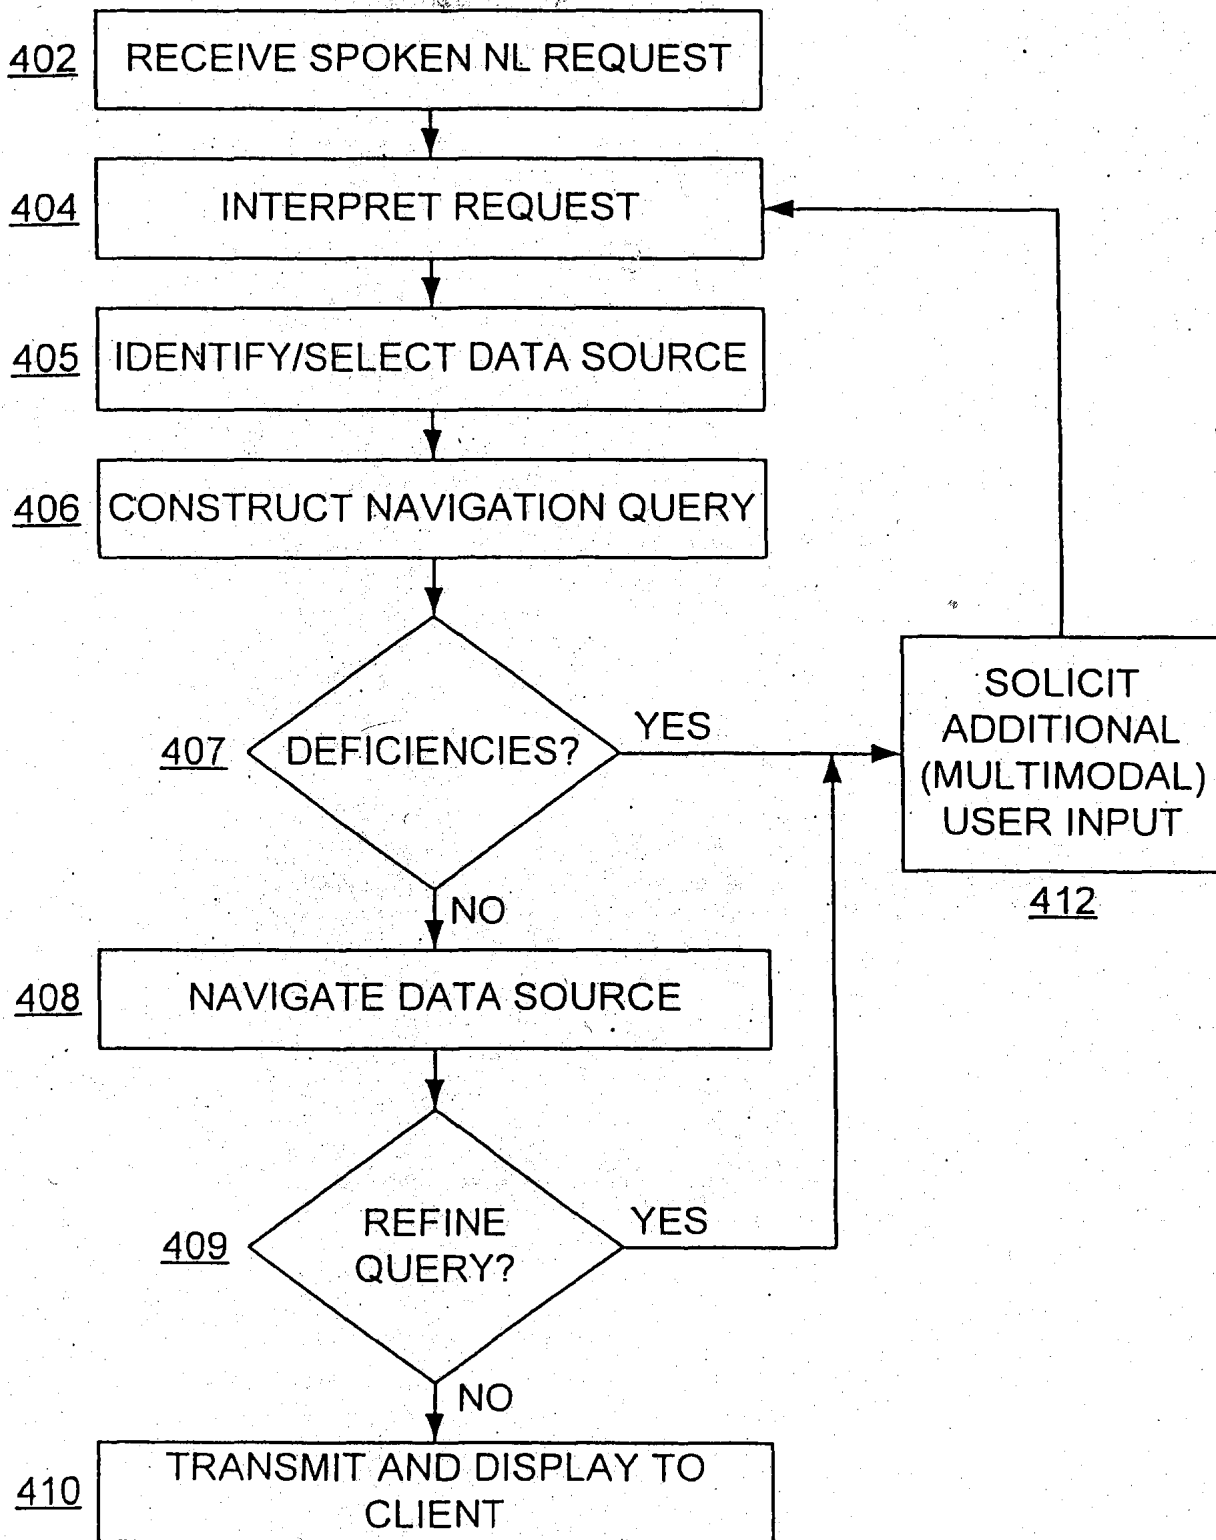 402 RECEIVE SPOKEN NL REQUEST
404 INTERPRET REQUEST
405 IDENTIFY/SELECT DATA SOURCE
406 CONSTRUCT NAVIGATION QUERY
407 DEFICIENCIES? YES
SOLICIT
ADDITIONAL
(MULTIMODAL)
USER INPUT
412
NO
408 NAVIGATE DATA SOURCE
409 REFINE
QUERY? YES
NO
410 TRANSMIT AND DISPLAY TO
CLIENT